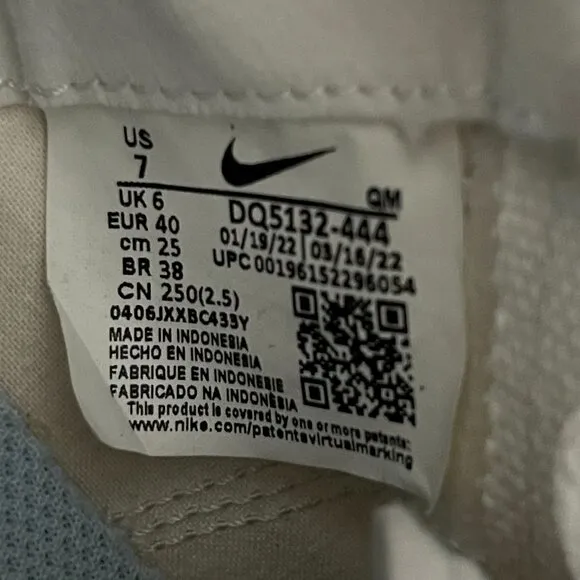 US
7
QM
UK 6
EUR 40
cm 25
BR 38
CN 250(2.5)
DQ5132-444
01/19/22 | 03/16/22
UPC 00196152296054
0406JXXBC433Y
MADE IN INDONESIA
HECHO EN INDONESIA
FABRIQUE EN INDONESIE
FABRICADO NA INDONÉSIA
This product is covered by one or more patents:
www.nike.com/patentsvirtualmarking